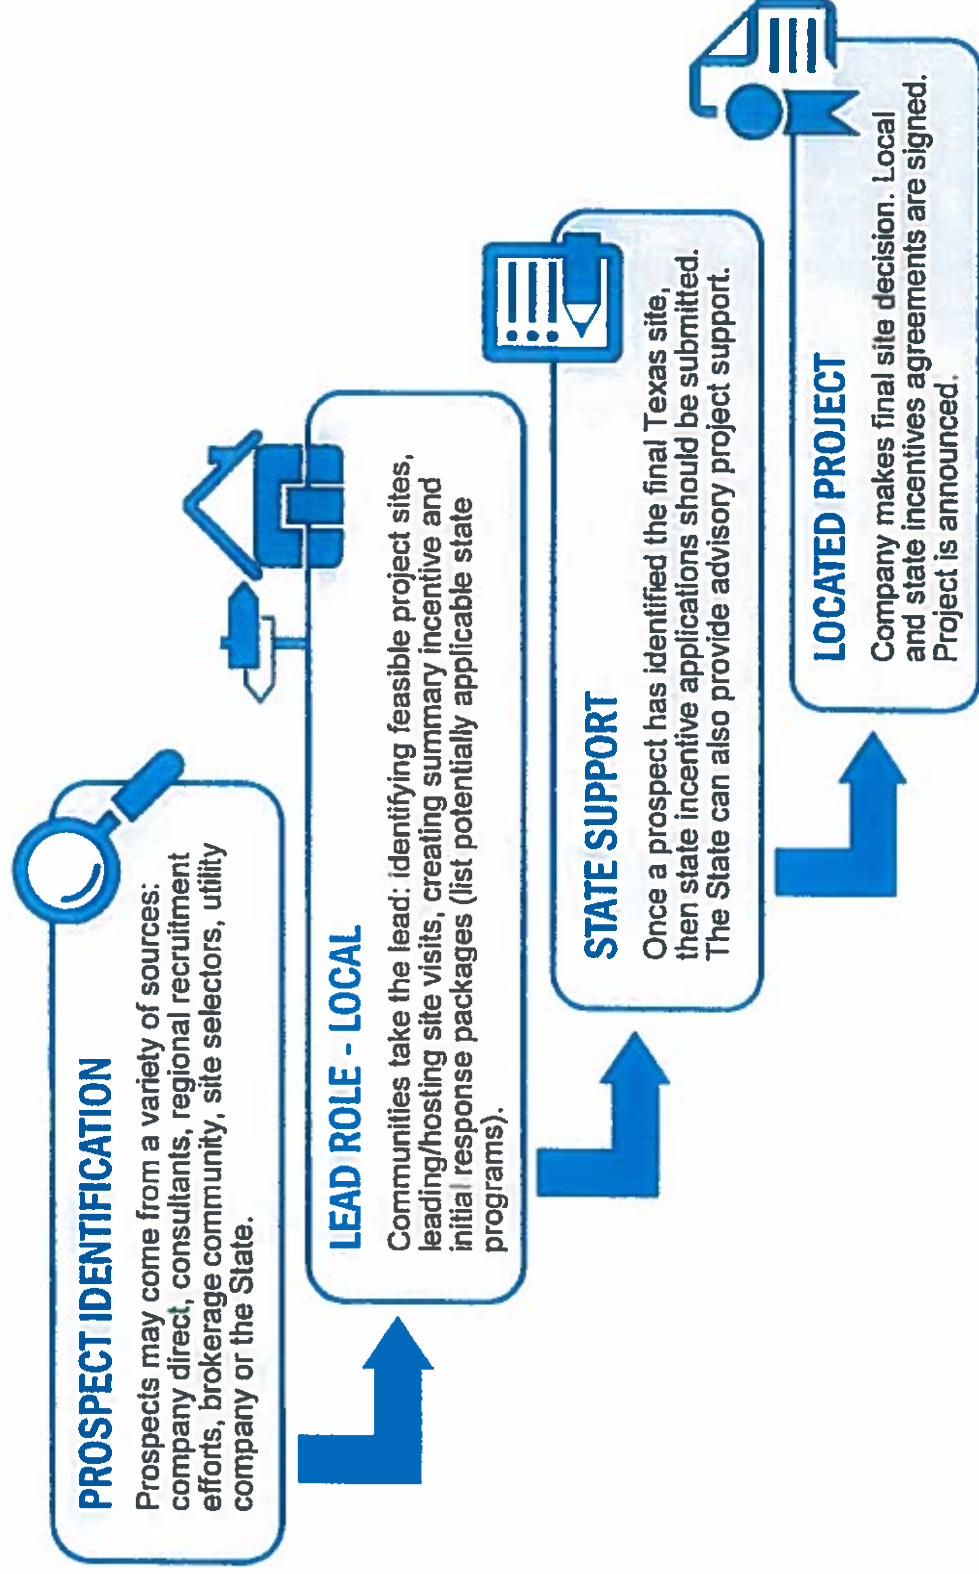 PROSPECT IDENTIFICATION
Prospects may come from a variety of sources:
company direct, consultants, regional recruitment
efforts, brokerage community, site selectors, utility
company or the State.
LEAD ROLE - LOCAL
Communities take the lead: identifying feasible project sites,
leading/hosting site visits, creating summary incentive and
initial response packages (list potentially applicable state
programs).
STATE SUPPORT
Once a prospect has identified the final Texas site,
then state incentive applications should be submitted.
The State can also provide advisory project support.
LOCATED PROJECT
Company makes final site decision. Local
and state incentives agreements are signed.
Project is announced.